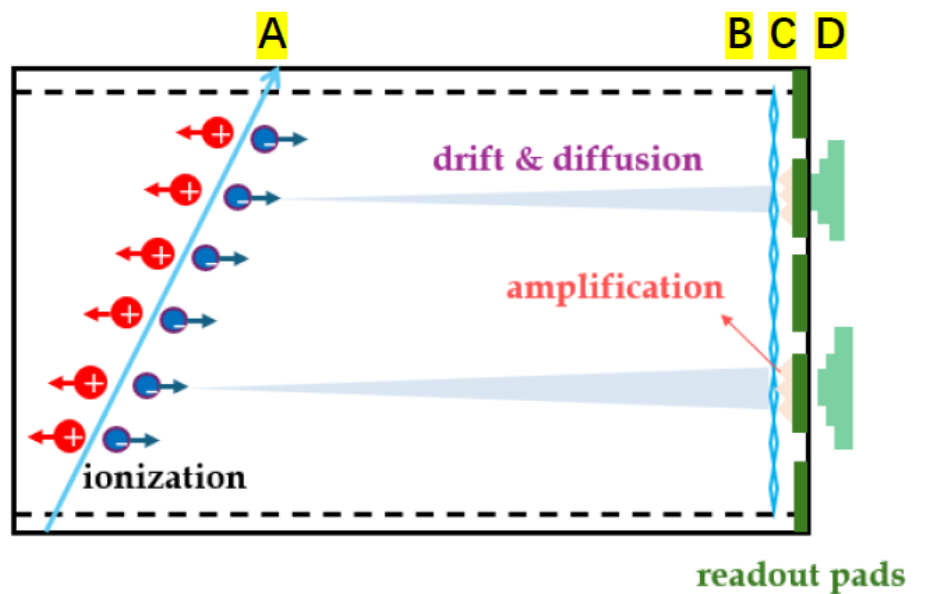 A B C D
drift & diffusion
amplification
ionization
readout pads